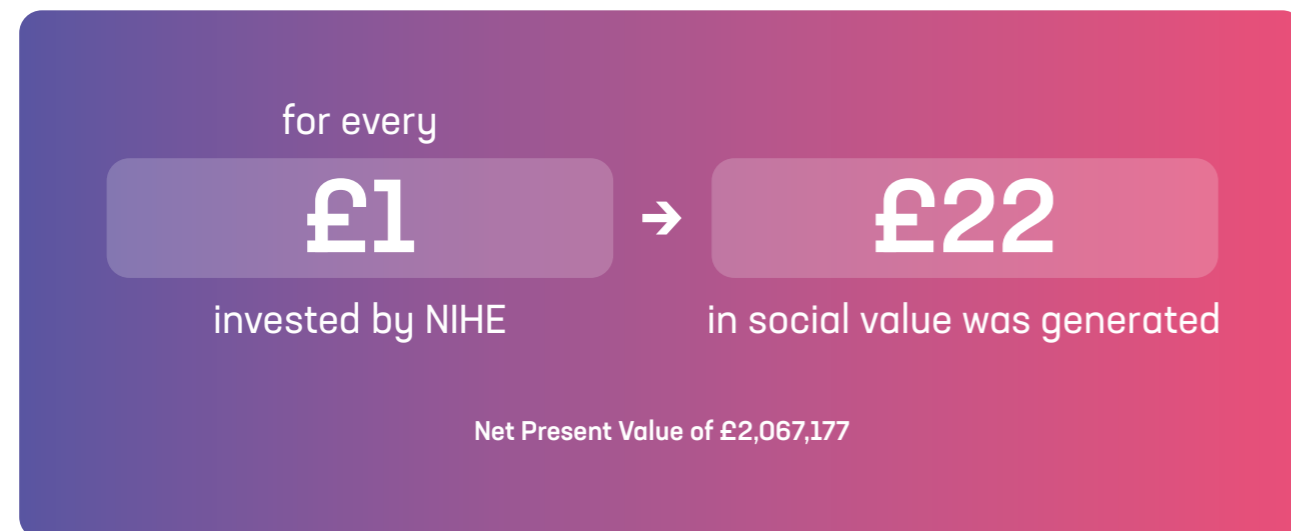 for every
£1
invested by NIHE
→
£22
in social value was generated
Net Present Value of £2,067,177